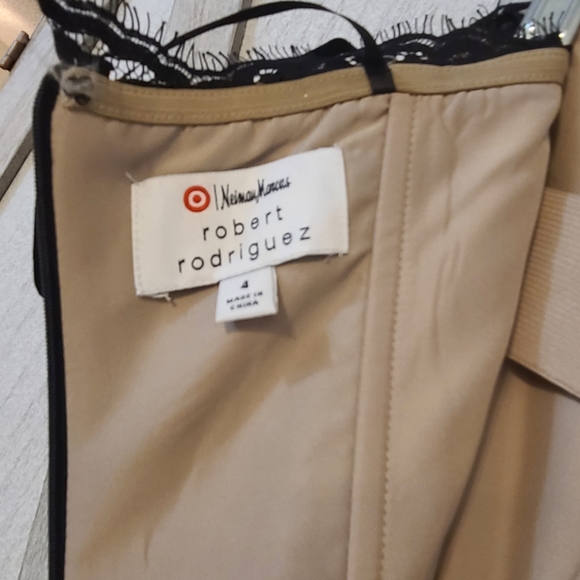 | Neiman Marcus
robert
rodriguez
4
MADE IN
CHINA